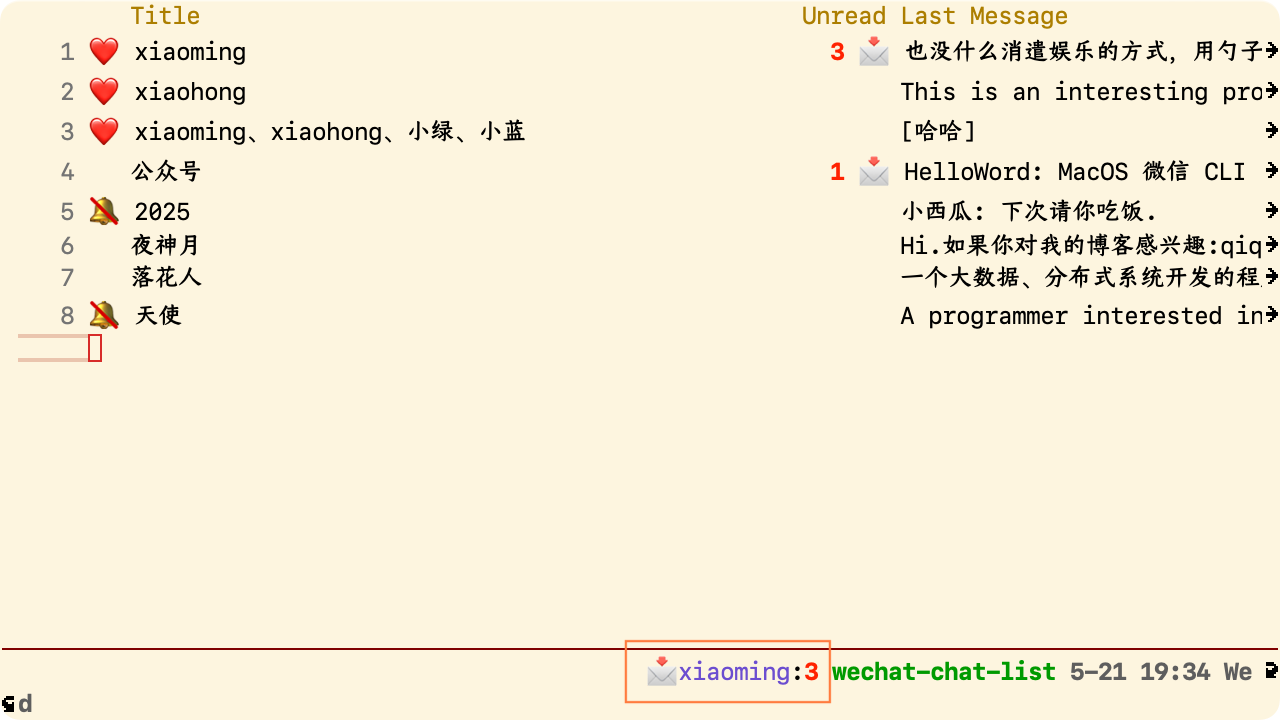 Title Unread Last Message
1 ❤️ xiaoming 3 📩 也没什么消遣娱乐的方式，用勺子
2 ❤️ xiaohong This is an interesting pro
3 ❤️ xiaoming、xiaohong、小绿、小蓝 [哈哈]
4 公众号 1 📩 HelloWord: MacOS 微信 CLI
5 🔕 2025 小西瓜: 下次请你吃饭.
6 夜神月 Hi.如果你对我的博客感兴趣:qiq
7 落花人 一个大数据、分布式系统开发的程
8 🔕 天使 A programmer interested in
📩xiaoming:3 wechat-chat-list 5-21 19:34 We
d